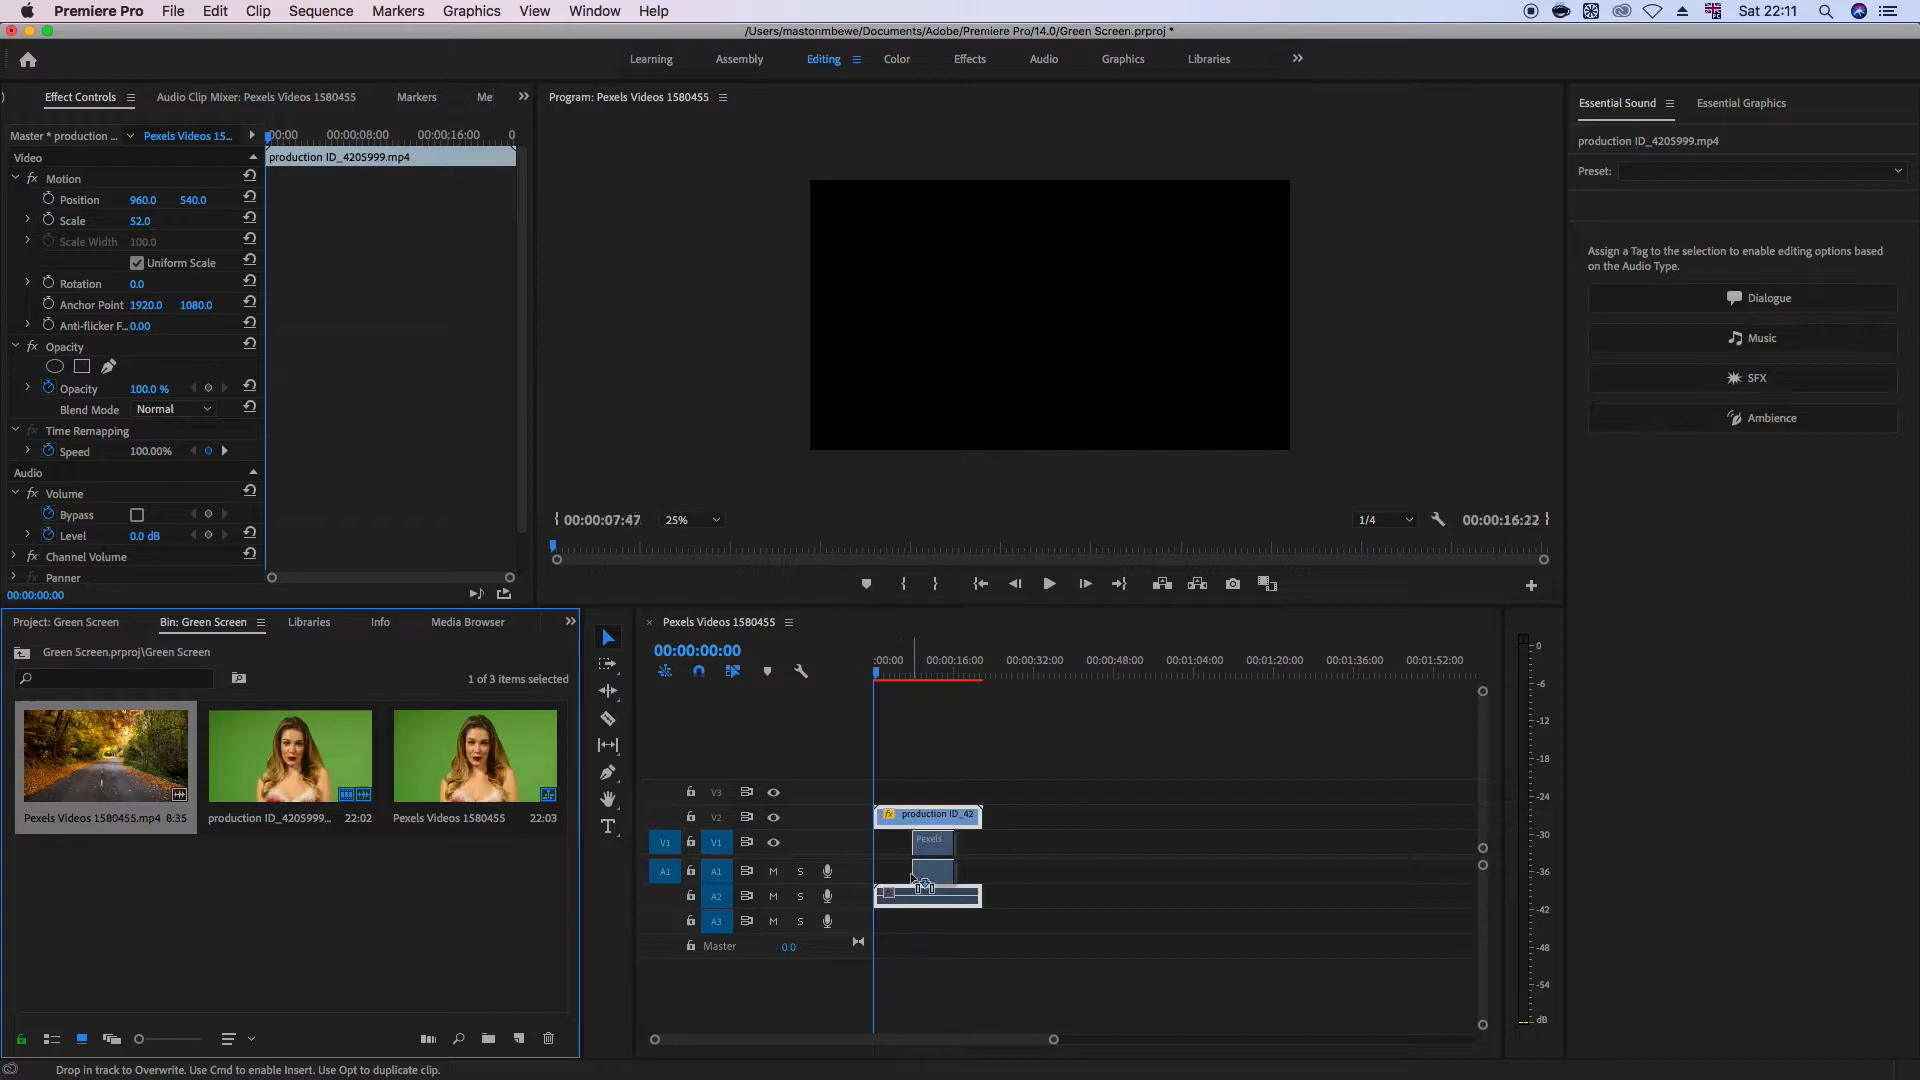 Premiere Pro File Edit Clip Sequence Markers Graphics View Window Help Sat 22:11
/Users/mastonmbewe/Documents/Adobe/Premiere Pro/14.0/Green Screen.prproj *
Learning Assembly Editing Color Effects Audio Graphics Libraries
Effect Controls Audio Clip Mixer: Pexels Videos 1580455 Markers Me
Program: Pexels Videos 1580455
Essential Sound Essential Graphics
Master * production ... Pexels Videos 15... :00:00 00:00:08:00 00:00:16:00 0
production ID_4205999.mp4
Preset:
Video
production ID_4205999.mp4
Motion
Position 960.0 540.0
Scale 52.0
Scale Width 100.0
Uniform Scale
Rotation 0.0
Anchor Point 1920.0 1080.0
Anti-flicker F... 0.00
Opacity
Opacity 100.0 %
Blend Mode Normal
Time Remapping
Speed 100.00%
Audio
Volume
Bypass
Level 0.0 dB
Channel Volume
Panner
00:00:00:00
Assign a Tag to the selection to enable editing options based
on the Audio Type.
Dialogue
Music
SFX
Ambience
00:00:07:47 25% 1/4 00:00:16:22
Project: Green Screen Bin: Green Screen Libraries Info Media Browser
Green Screen.prproj\Green Screen
1 of 3 items selected
Pexels Videos 1580455.mp4 8:35
production ID_4205999... 22:02
Pexels Videos 1580455 22:03
Pexels Videos 1580455
00:00:00:00
:00:00 00:00:16:00 00:00:32:00 00:00:48:00 00:01:04:00 00:01:20:00 00:01:36:00 00:01:52:00
V3
V2
production ID_42
V1 V1
Pexels
A1 A1 M S
A2 M S
A3 M S
Master 0.0
0
-6
-12
-18
-24
-30
-36
-42
-48
-54
dB
Drop in track to Overwrite. Use Cmd to enable Insert. Use Opt to duplicate clip.